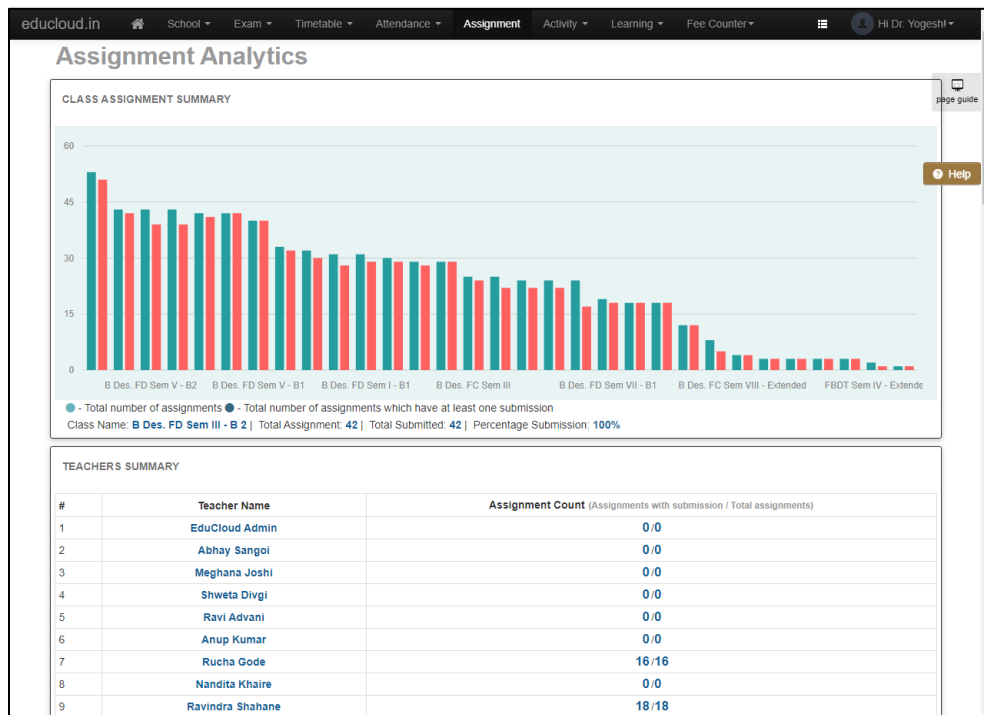 educloud.in School Exam Timetable Attendance Assignment Activity Learning Fee Counter Hi Dr. Yogesh!
Assignment Analytics
page guide
CLASS ASSIGNMENT SUMMARY
Help
60
45
30
15
0
B Des. FD Sem V - B2 B Des. FD Sem V - B1 B Des. FD Sem I - B1 B Des. FC Sem III B Des. FD Sem VII - B1 B Des. FC Sem VIII - Extended FBDT Sem IV - Extende
- Total number of assignments - Total number of assignments which have at least one submission
Class Name: B Des. FD Sem III - B 2 | Total Assignment: 42 | Total Submitted: 42 | Percentage Submission: 100%
TEACHERS SUMMARY
# Teacher Name Assignment Count (Assignments with submission / Total assignments)
1 EduCloud Admin 0/0
2 Abhay Sangoi 0/0
3 Meghana Joshi 0/0
4 Shweta Divgi 0/0
5 Ravi Advani 0/0
6 Anup Kumar 0/0
7 Rucha Gode 16/16
8 Nandita Khaire 0/0
9 Ravindra Shahane 18/18